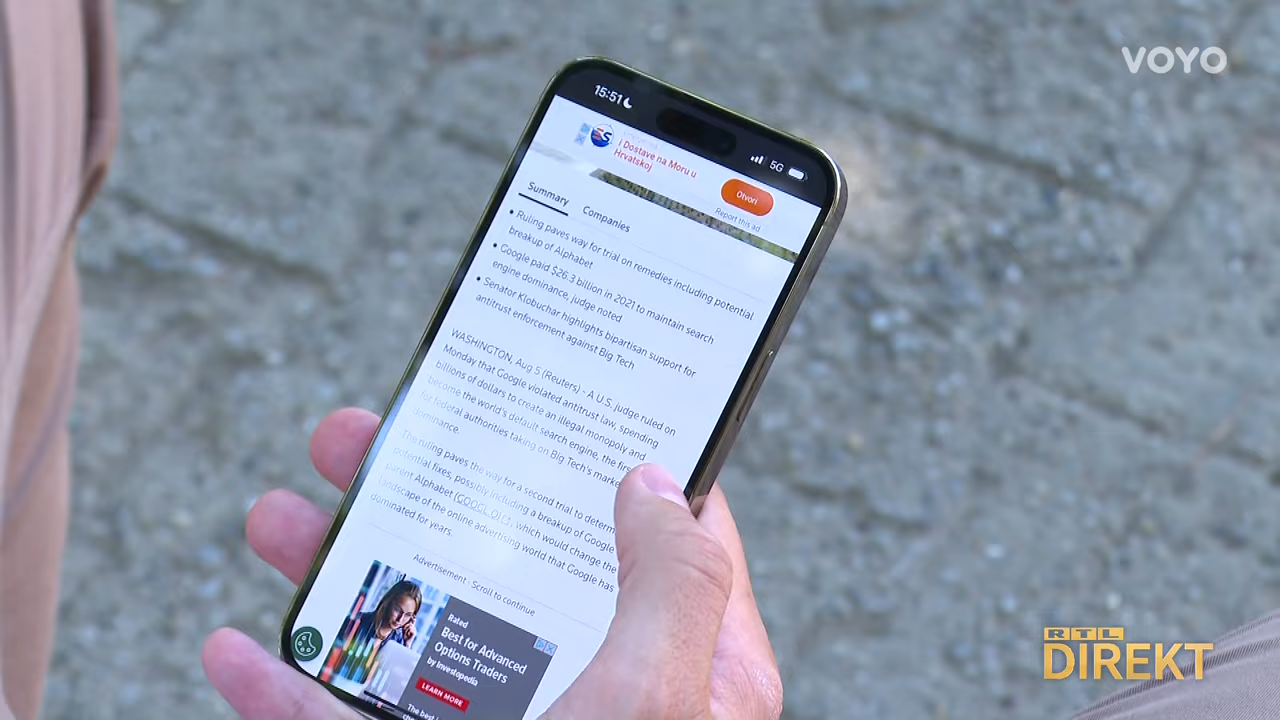 VOYO
15:51
5G
i Dostave na Moru u
Hrvatskoj
Otvori
Report this ad
Summary
Companies
• Ruling paves way for trial on remedies including potential
breakup of Alphabet
• Google paid $26.3 billion in 2021 to maintain search
engine dominance, judge noted
• Senator Klobuchar highlights bipartisan support for
antitrust enforcement against Big Tech
WASHINGTON, Aug 5 (Reuters) - A U.S. judge ruled on
Monday that Google violated antitrust law, spending
billions of dollars to create an illegal monopoly and
become the world's default search engine, the first
for federal authorities taking on Big Tech's market
dominance.
The ruling paves the way for a second trial to determ
potential fixes, possibly including a breakup of Google
parent Alphabet (GOOGL.O), which would change the
landscape of the online advertising world that Google has
dominated for years.
Advertisement · Scroll to continue
Rated
Best for Advanced
Options Traders
by Investopedia
LEARN MORE
The best
RTL
DIREKT